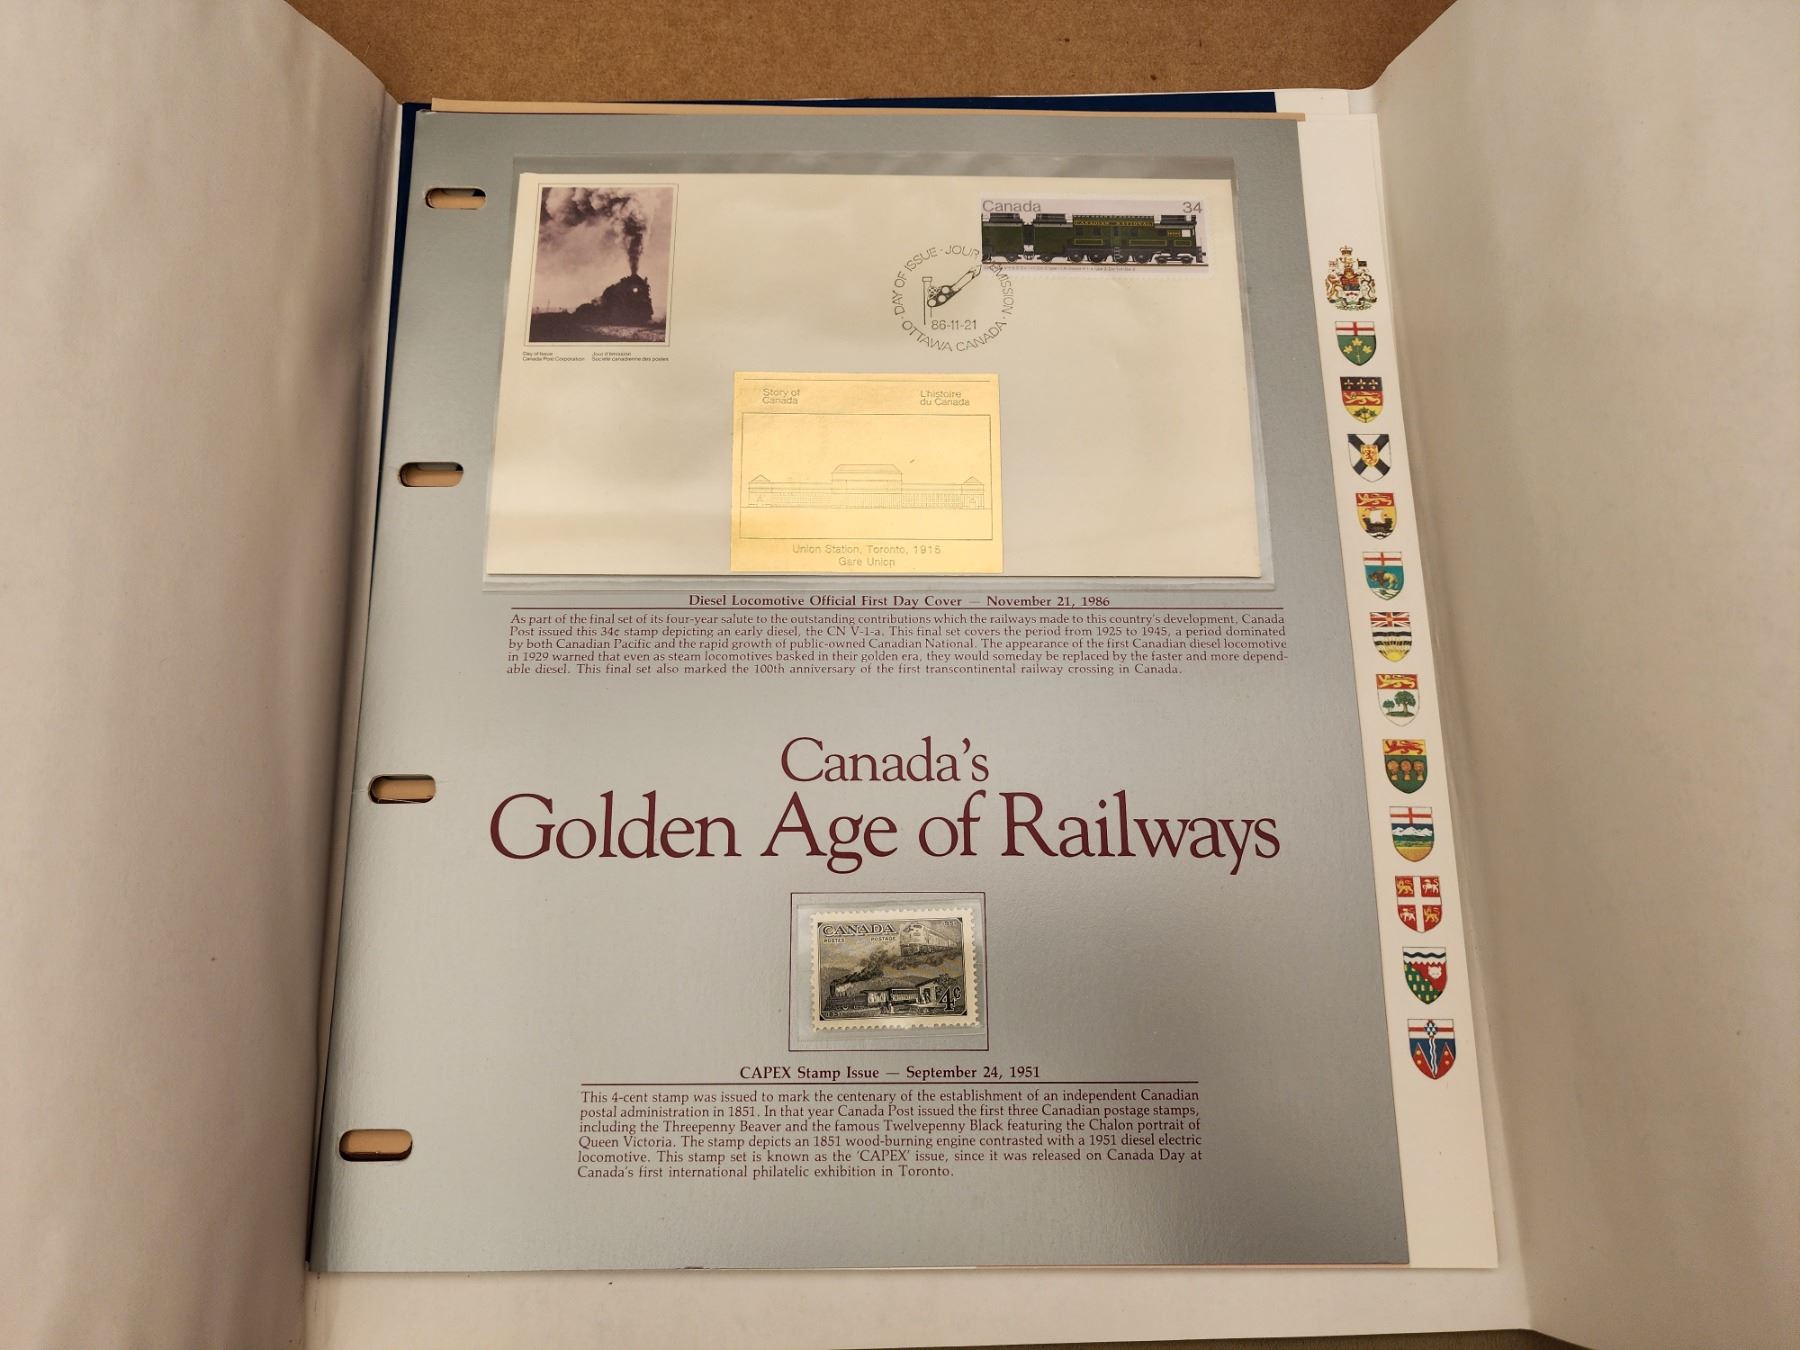 Canada 34
CANADIAN NATIONAL
DAY OF ISSUE · JOUR D'ÉMISSION
86-11-21
· OTTAWA CANADA ·
Day of Issue Jour d'émission
Canada Post Corporation Société canadienne des postes
Story of Canada
L'histoire du Canada
Union Station, Toronto, 1915
Gare Union
Diesel Locomotive Official First Day Cover — November 21, 1986
As part of the final set of its four-year salute to the outstanding contributions which the railways made to this country's development, Canada
Post issued this 34¢ stamp depicting an early diesel, the CN V-1-a. This final set covers the period from 1925 to 1945, a period dominated
by both Canadian Pacific and the rapid growth of public-owned Canadian National. The appearance of the first Canadian diesel locomotive
in 1929 warned that even as steam locomotives basked in their golden era, they would someday be replaced by the faster and more depend-
able diesel. This final set also marked the 100th anniversary of the first transcontinental railway crossing in Canada.
Canada's
Golden Age of Railways
CANADA 1951
POSTES POSTAGE
1851 4¢
CAPEX Stamp Issue — September 24, 1951
This 4-cent stamp was issued to mark the centenary of the establishment of an independent Canadian
postal administration in 1851. In that year Canada Post issued the first three Canadian postage stamps,
including the Threepenny Beaver and the famous Twelvepenny Black featuring the Chalon portrait of
Queen Victoria. The stamp depicts an 1851 wood-burning engine contrasted with a 1951 diesel electric
locomotive. This stamp set is known as the 'CAPEX' issue, since it was released on Canada Day at
Canada's first international philatelic exhibition in Toronto.